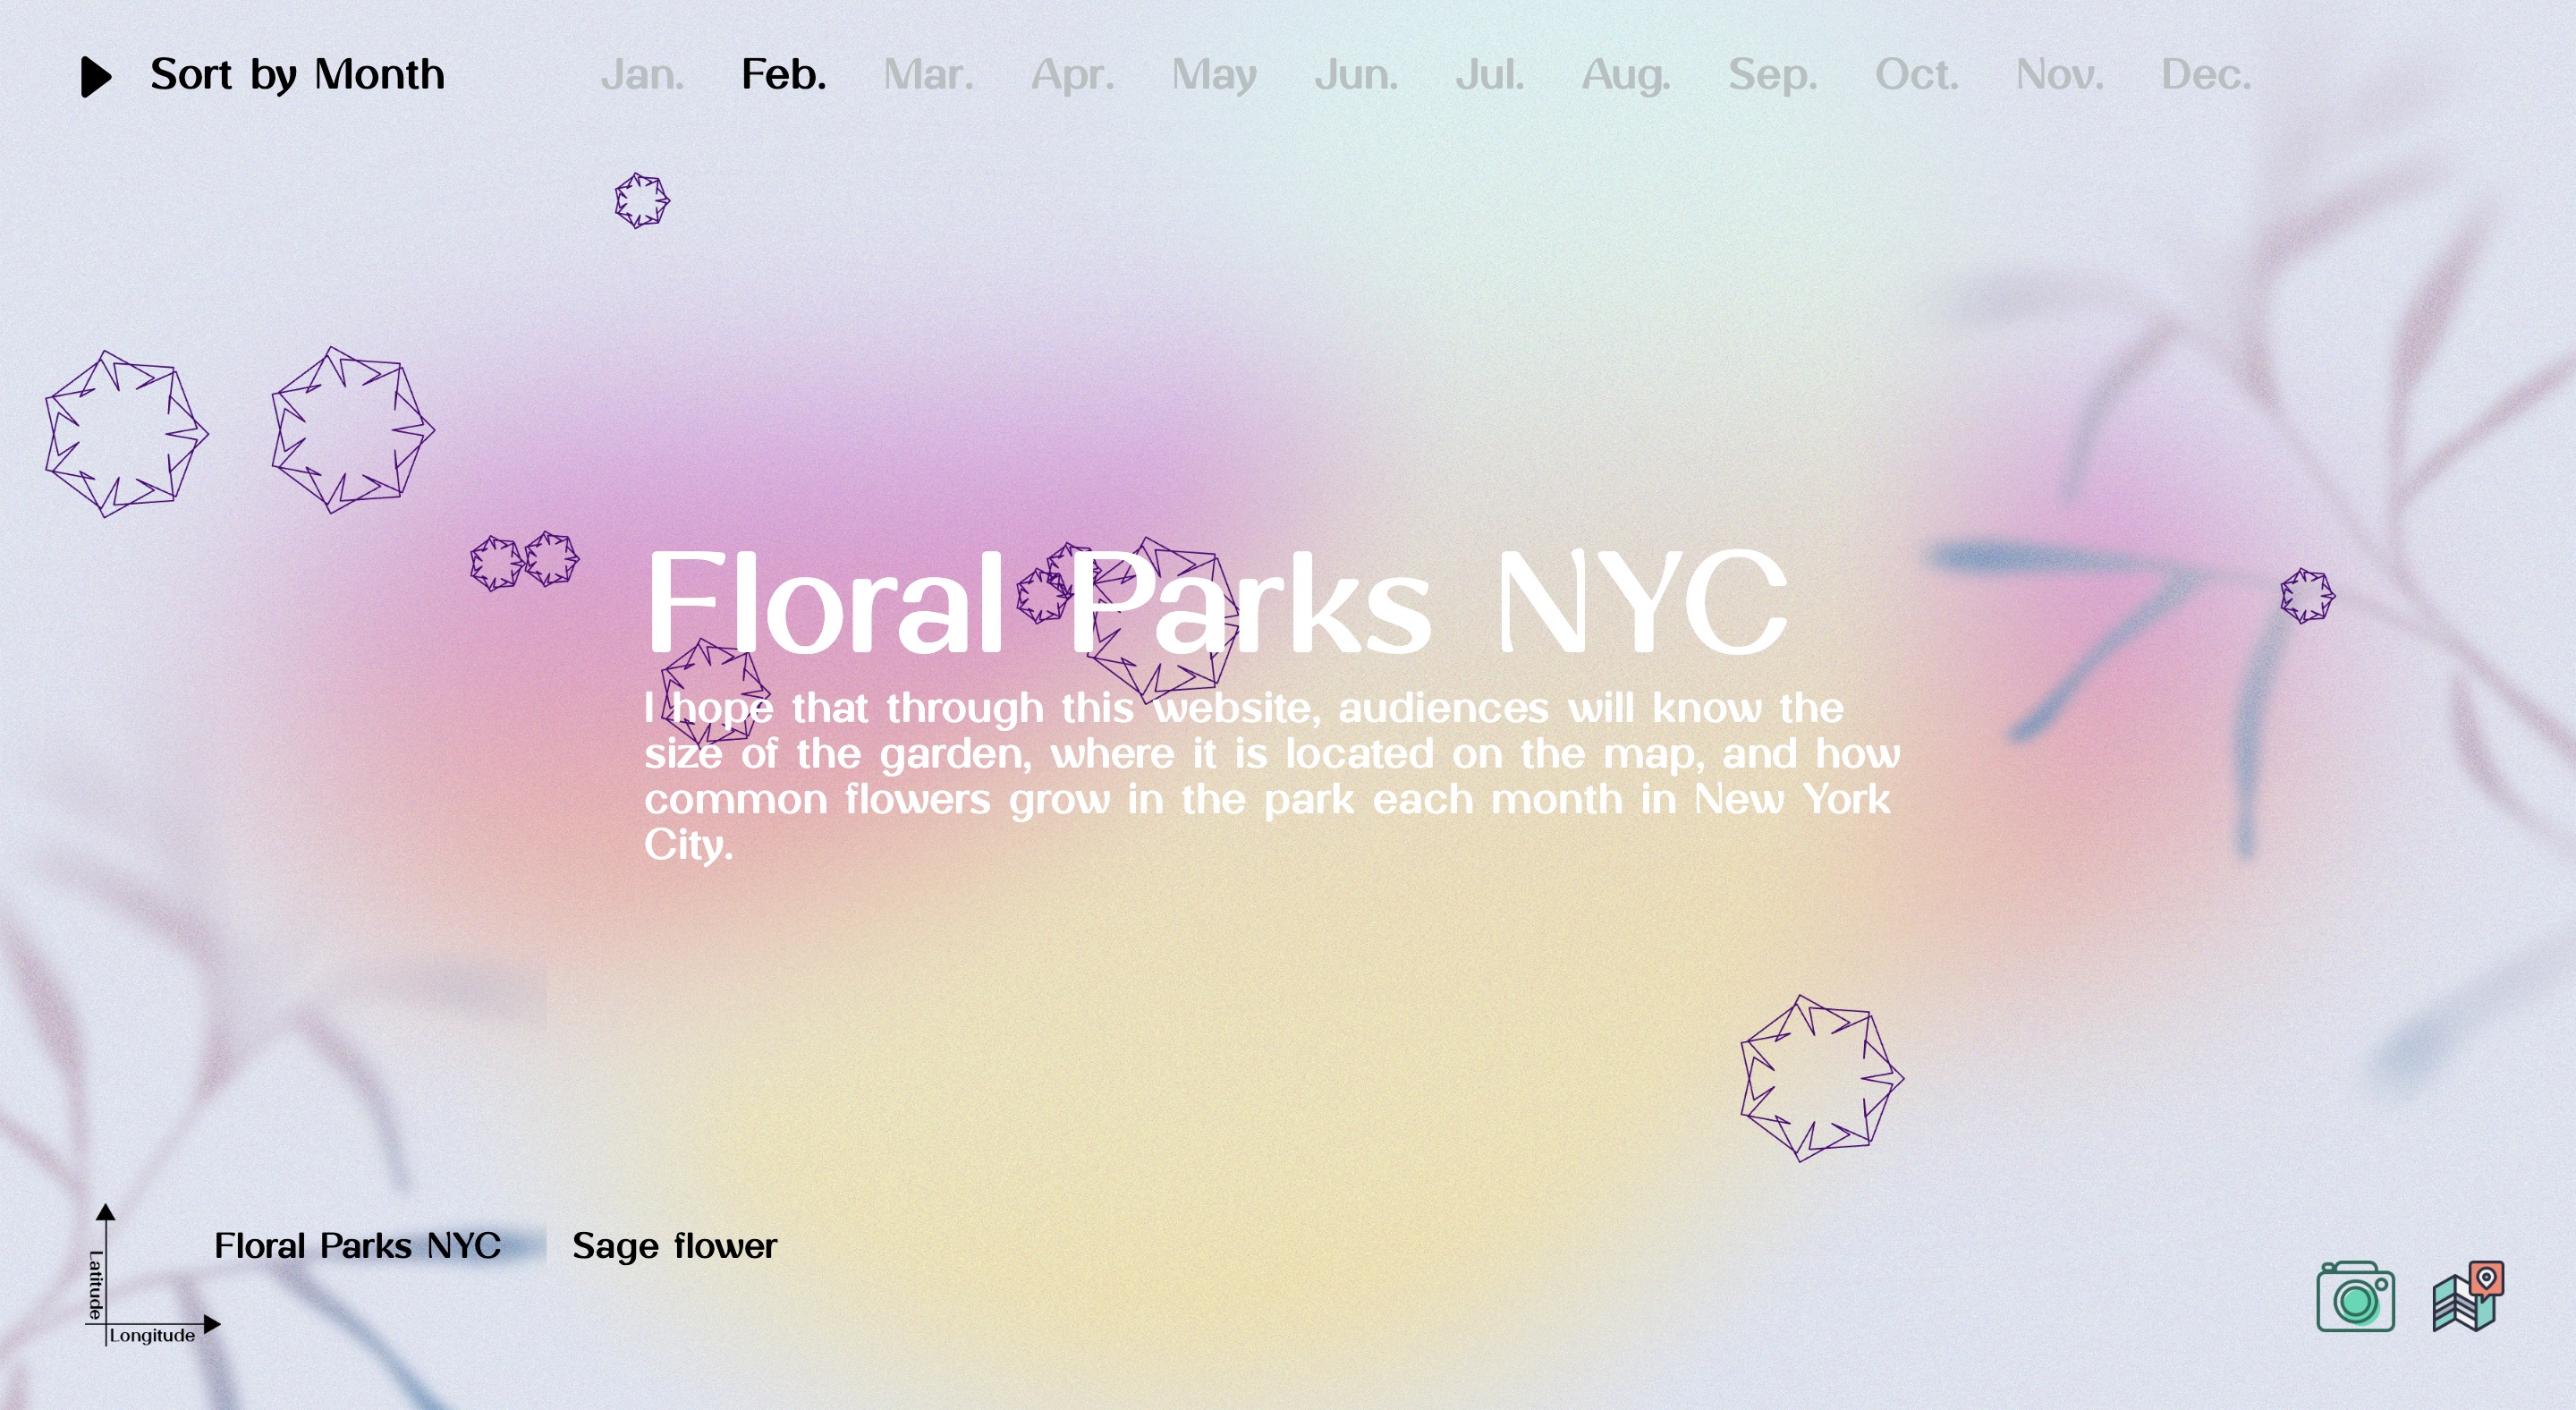 Sort by Month
Jan. Feb. Mar. Apr. May Jun. Jul. Aug. Sep. Oct. Nov. Dec.
Floral Parks NYC
I hope that through this website, audiences will know the
size of the garden, where it is located on the map, and how
common flowers grow in the park each month in New York
City.
Latitude
Longitude
Floral Parks NYC
Sage flower